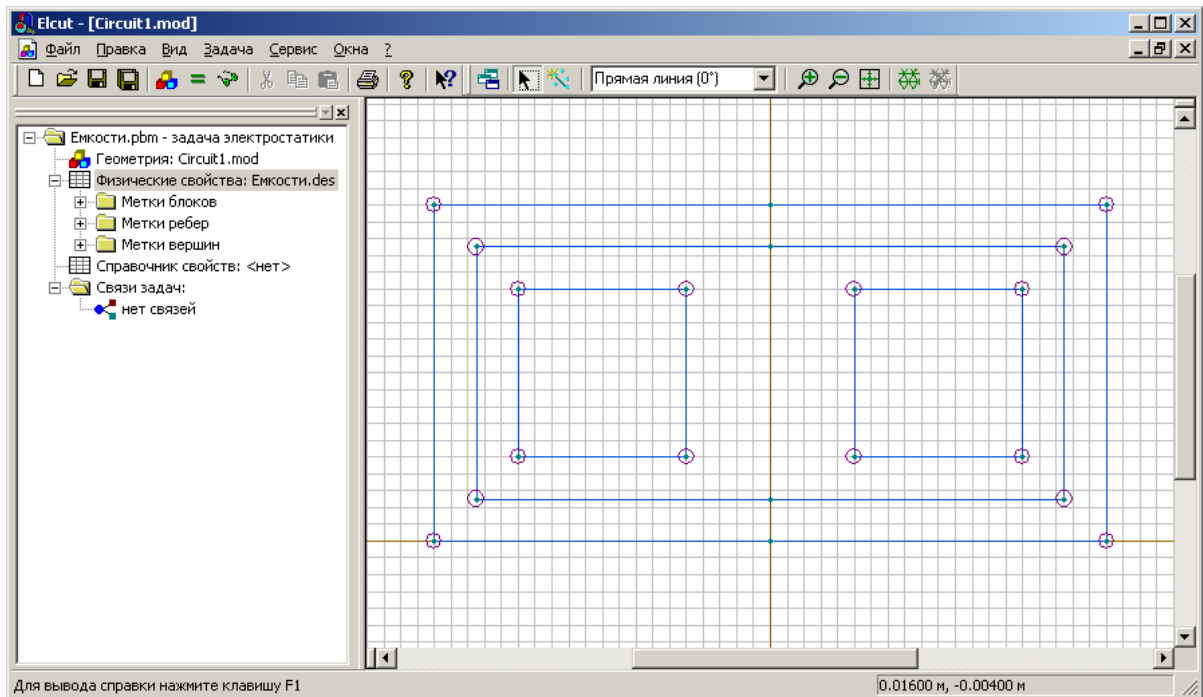 Elcut - [Circuit1.mod]
Файл Правка Вид Задача Сервис Окна ?
Прямая линия (0°)
Емкости.pbm - задача электростатики
Геометрия: Circuit1.mod
Физические свойства: Емкости.des
Метки блоков
Метки ребер
Метки вершин
Справочник свойств: <нет>
Связи задач:
нет связей
Для вывода справки нажмите клавишу F1
0.01600 м, -0.00400 м